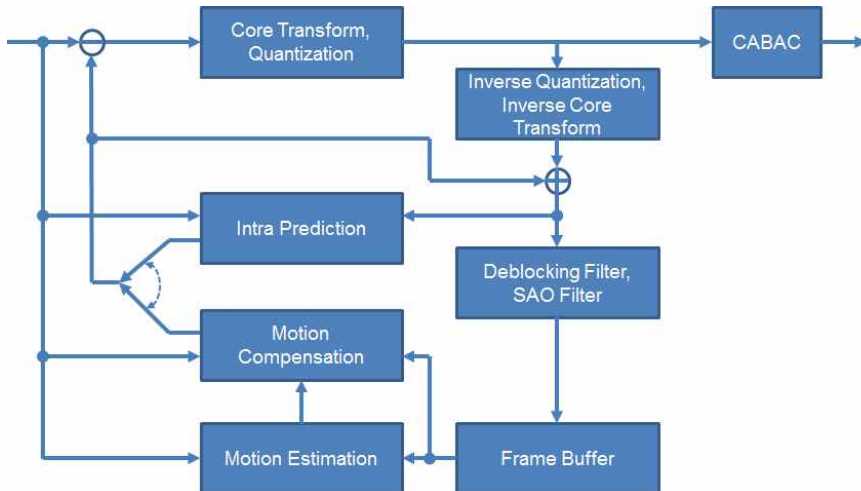 Core Transform,
Quantization
CABAC
Inverse Quantization,
Inverse Core
Transform
Intra Prediction
Deblocking Filter,
SAO Filter
Motion
Compensation
Motion Estimation
Frame Buffer